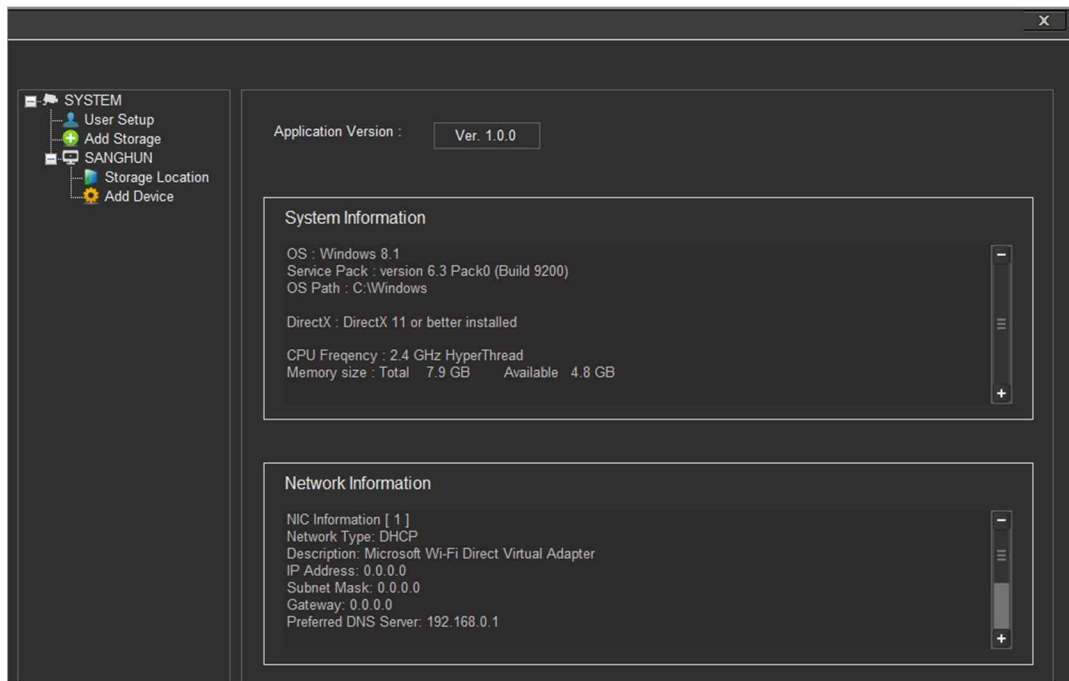 X
SYSTEM
User Setup
Add Storage
SANGHUN
Storage Location
Add Device
Application Version :
Ver. 1.0.0
System Information
OS : Windows 8.1
Service Pack : version 6.3 Pack0 (Build 9200)
OS Path : C:\Windows
DirectX : DirectX 11 or better installed
CPU Freqency : 2.4 GHz HyperThread
Memory size : Total 7.9 GB Available 4.8 GB
Network Information
NIC Information [ 1 ]
Network Type: DHCP
Description: Microsoft Wi-Fi Direct Virtual Adapter
IP Address: 0.0.0.0
Subnet Mask: 0.0.0.0
Gateway: 0.0.0.0
Preferred DNS Server: 192.168.0.1